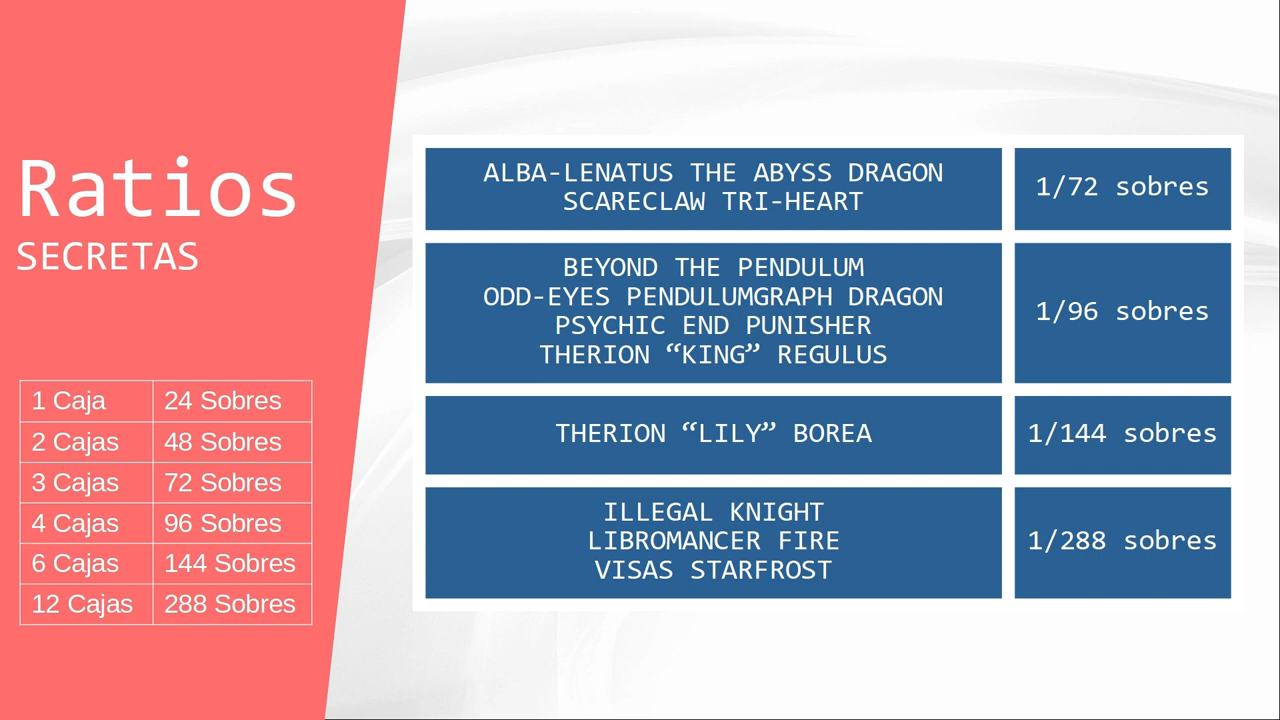 Ratios
SECRETAS
1 Caja 24 Sobres
2 Cajas 48 Sobres
3 Cajas 72 Sobres
4 Cajas 96 Sobres
6 Cajas 144 Sobres
12 Cajas 288 Sobres
ALBA-LENATUS THE ABYSS DRAGON
SCARECLAW TRI-HEART
1/72 sobres
BEYOND THE PENDULUM
ODD-EYES PENDULUMGRAPH DRAGON
PSYCHIC END PUNISHER
THERION “KING” REGULUS
1/96 sobres
THERION “LILY” BOREA
1/144 sobres
ILLEGAL KNIGHT
LIBROMANCER FIRE
VISAS STARFROST
1/288 sobres